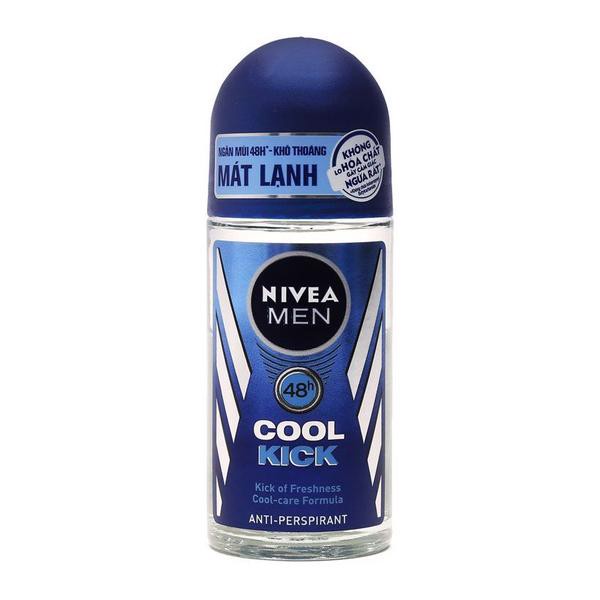 NGĂN MÙI 48H* - KHÔ THOÁNG
MÁT LẠNH
KHÔNG
LO HÓA CHẤT
GÂY CẢM GIÁC
NGỨA RÁT
NIVEA
MEN
48h
COOL
KICK
Kick of Freshness
Cool-care Formula
ANTI-PERSPIRANT